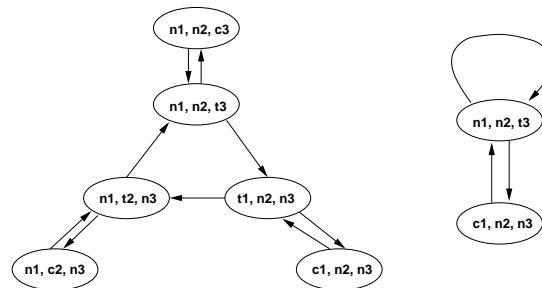 n1, n2, c3
n1, n2, t3
n1, t2, n3
t1, n2, n3
n1, c2, n3
c1, n2, n3
n1, n2, t3
c1, n2, n3